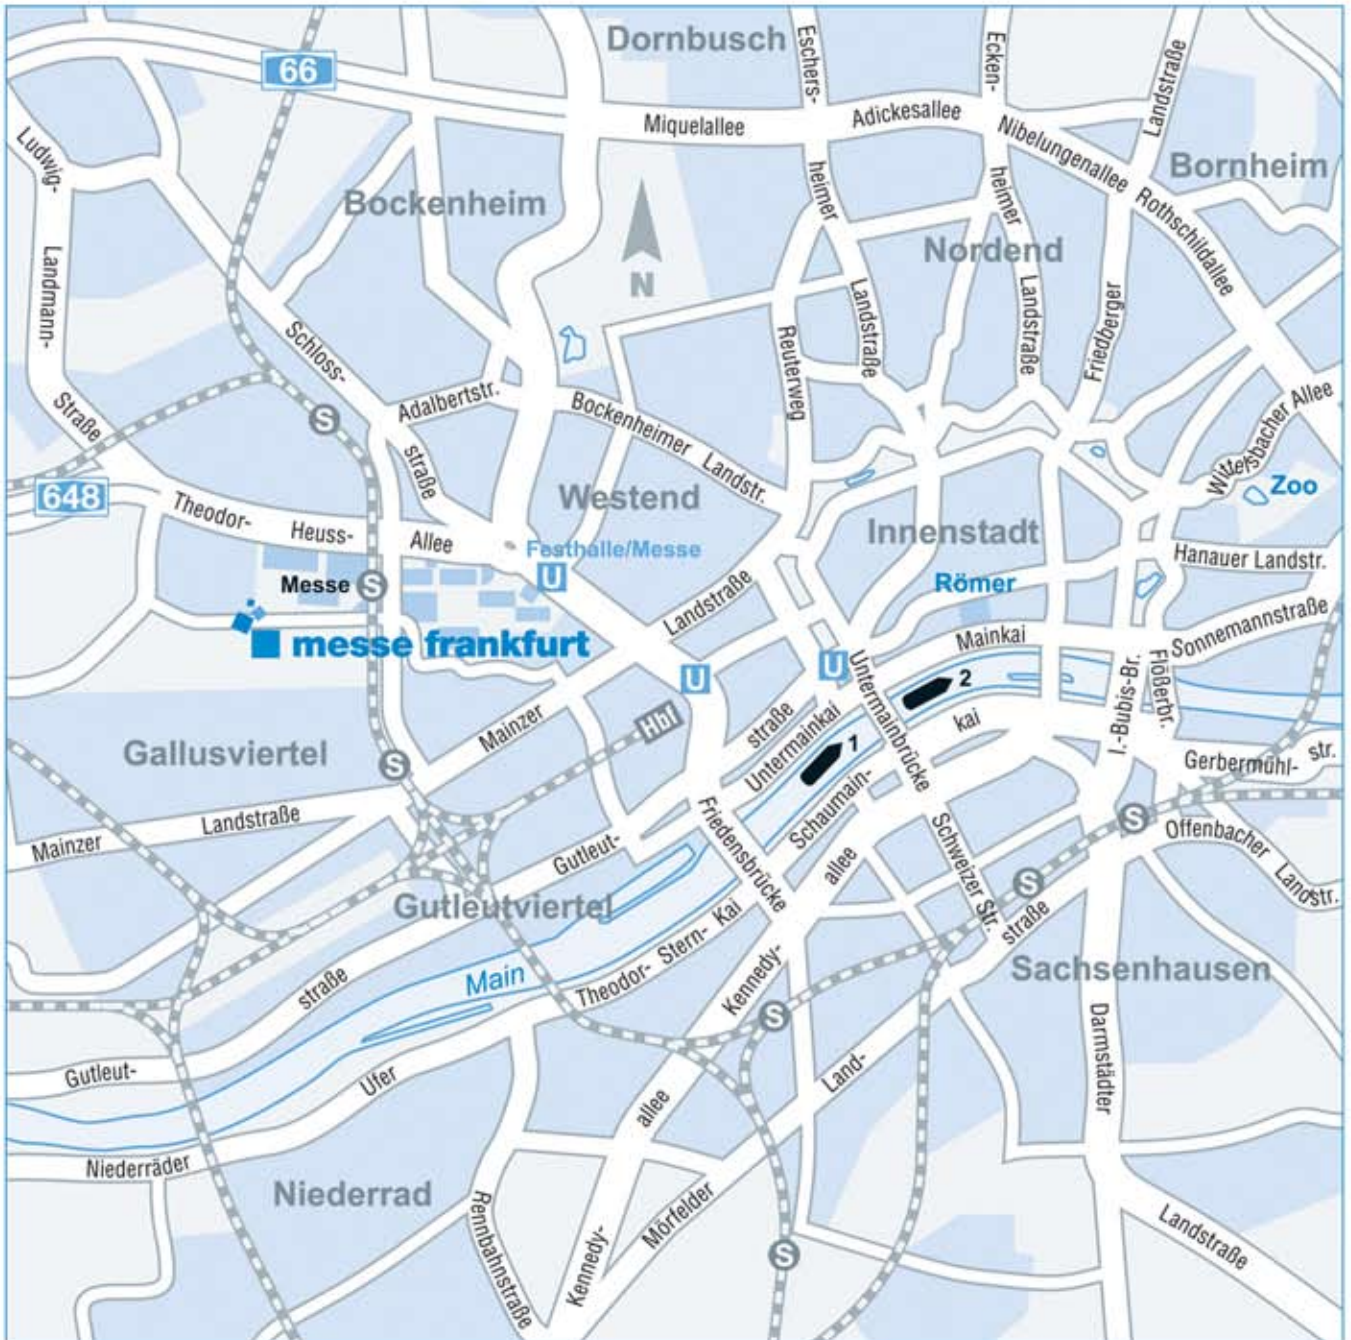 Dornbusch
66
Eschers-
Ecken-
Landstraße
Miquelallee
Adickesallee
Nibelungenallee
Bornheim
Ludwig-
Bockenheim
heimer
heimer
Rothschildallee
Nordend
N
Landmann-
Schloss-
Landstraße
Landstraße
Friedberger
Reuterweg
Straße
S
Adalbertstr.
Bockenheimer Landstr.
Wittelsbacher Allee
straße
648
Westend
Zoo
Theodor-
Heuss-
Allee
Innenstadt
Festhalle/Messe
U
Messe
S
Hanauer Landstr.
Römer
Landstraße
messe frankfurt
Mainkai
Sonnemannstraße
U
U
Untermainbrücke
2
I.-Bubis-Br.
Flößerbr.
Hbf
Mainzer
straße
Untermainkai
kai
1
Gallusviertel
S
Gerbermühl-
str.
Schaumain-
Mainzer
Landstraße
Friedensbrücke
Schweizer Str.
S
Offenbacher
Landstr.
Gutleut-
allee
S
Gutleutviertel
Kai
straße
Stern-
Theodor-
Main
straße
Kennedy-
Sachsenhausen
S
Darmstädter
Gutleut-
Ufer
Land-
allee
Niederräder
Niederrad
Rennbahnstraße
Mörfelder
Kennedy-
S
Landstraße